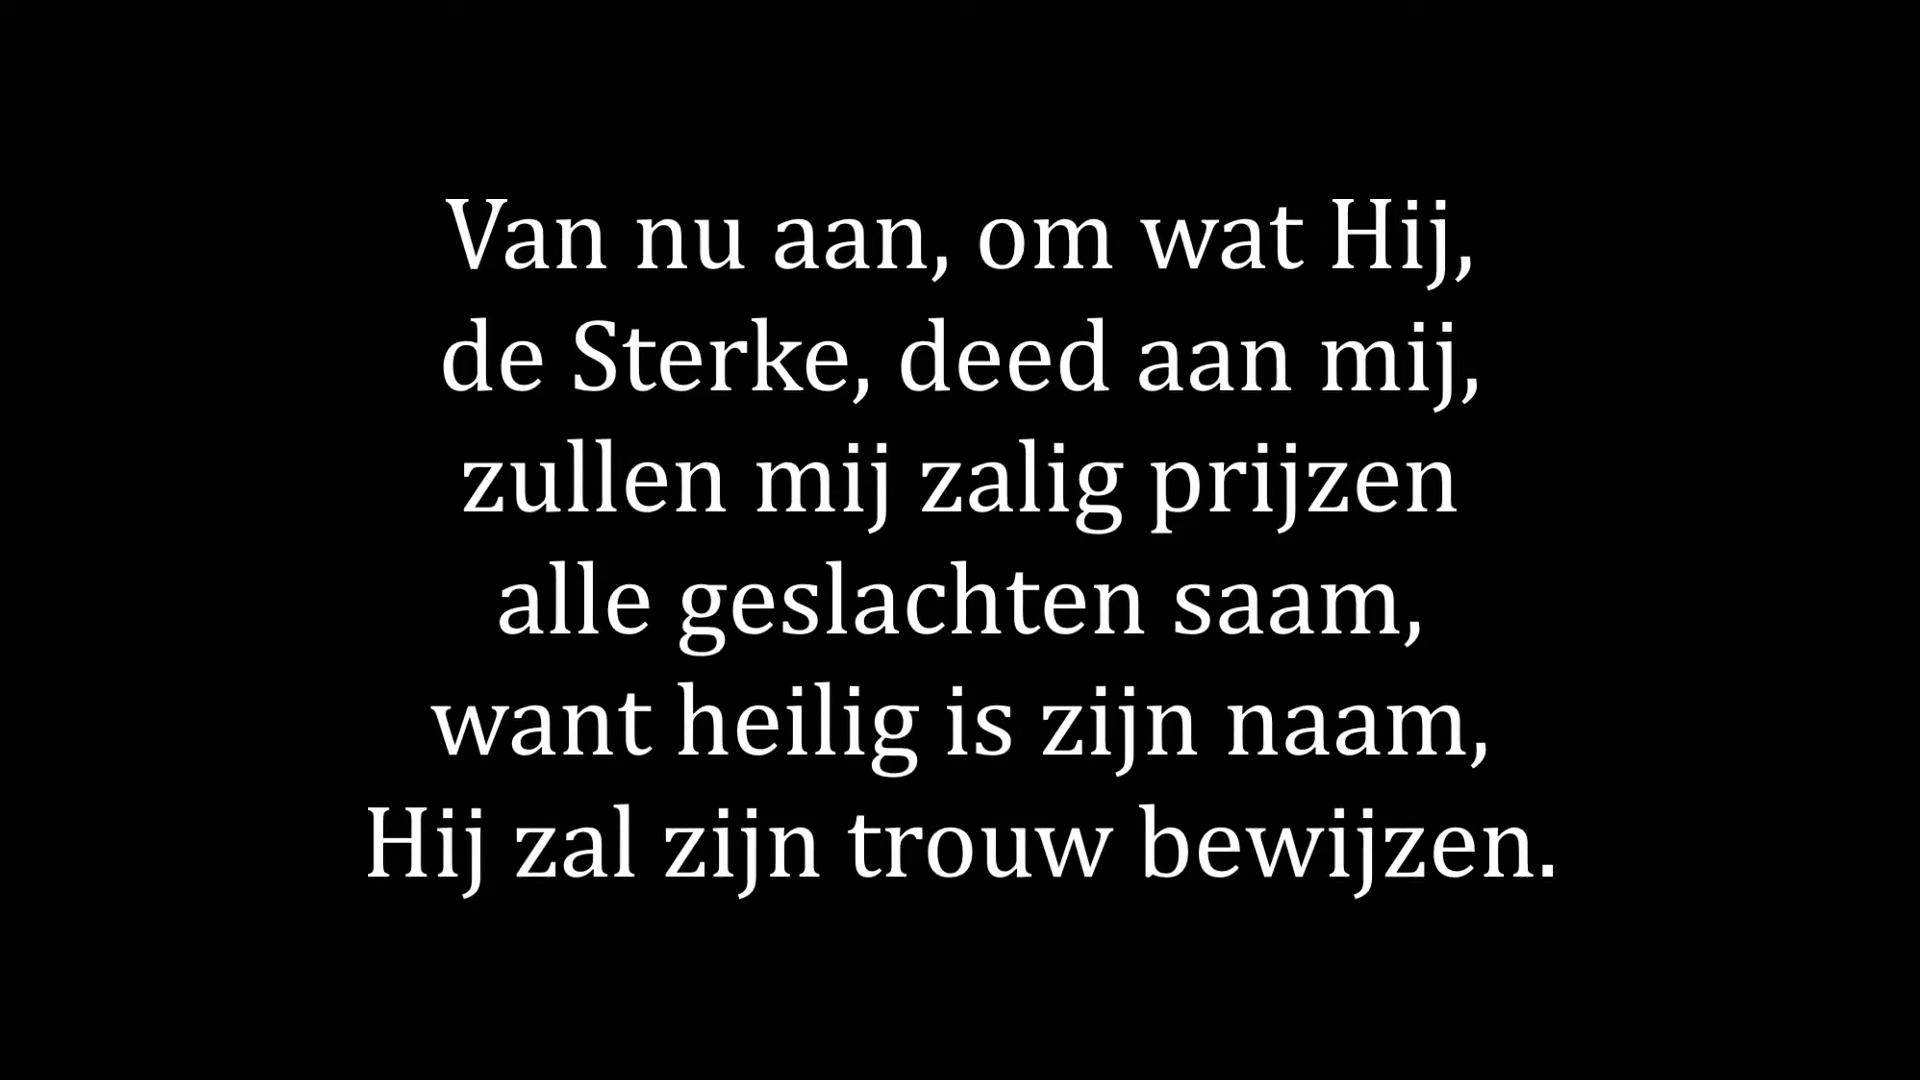 Van nu aan, om wat Hij,
de Sterke, deed aan mij,
zullen mij zalig prijzen
alle geslachten saam,
want heilig is zijn naam,
Hij zal zijn trouw bewijzen.